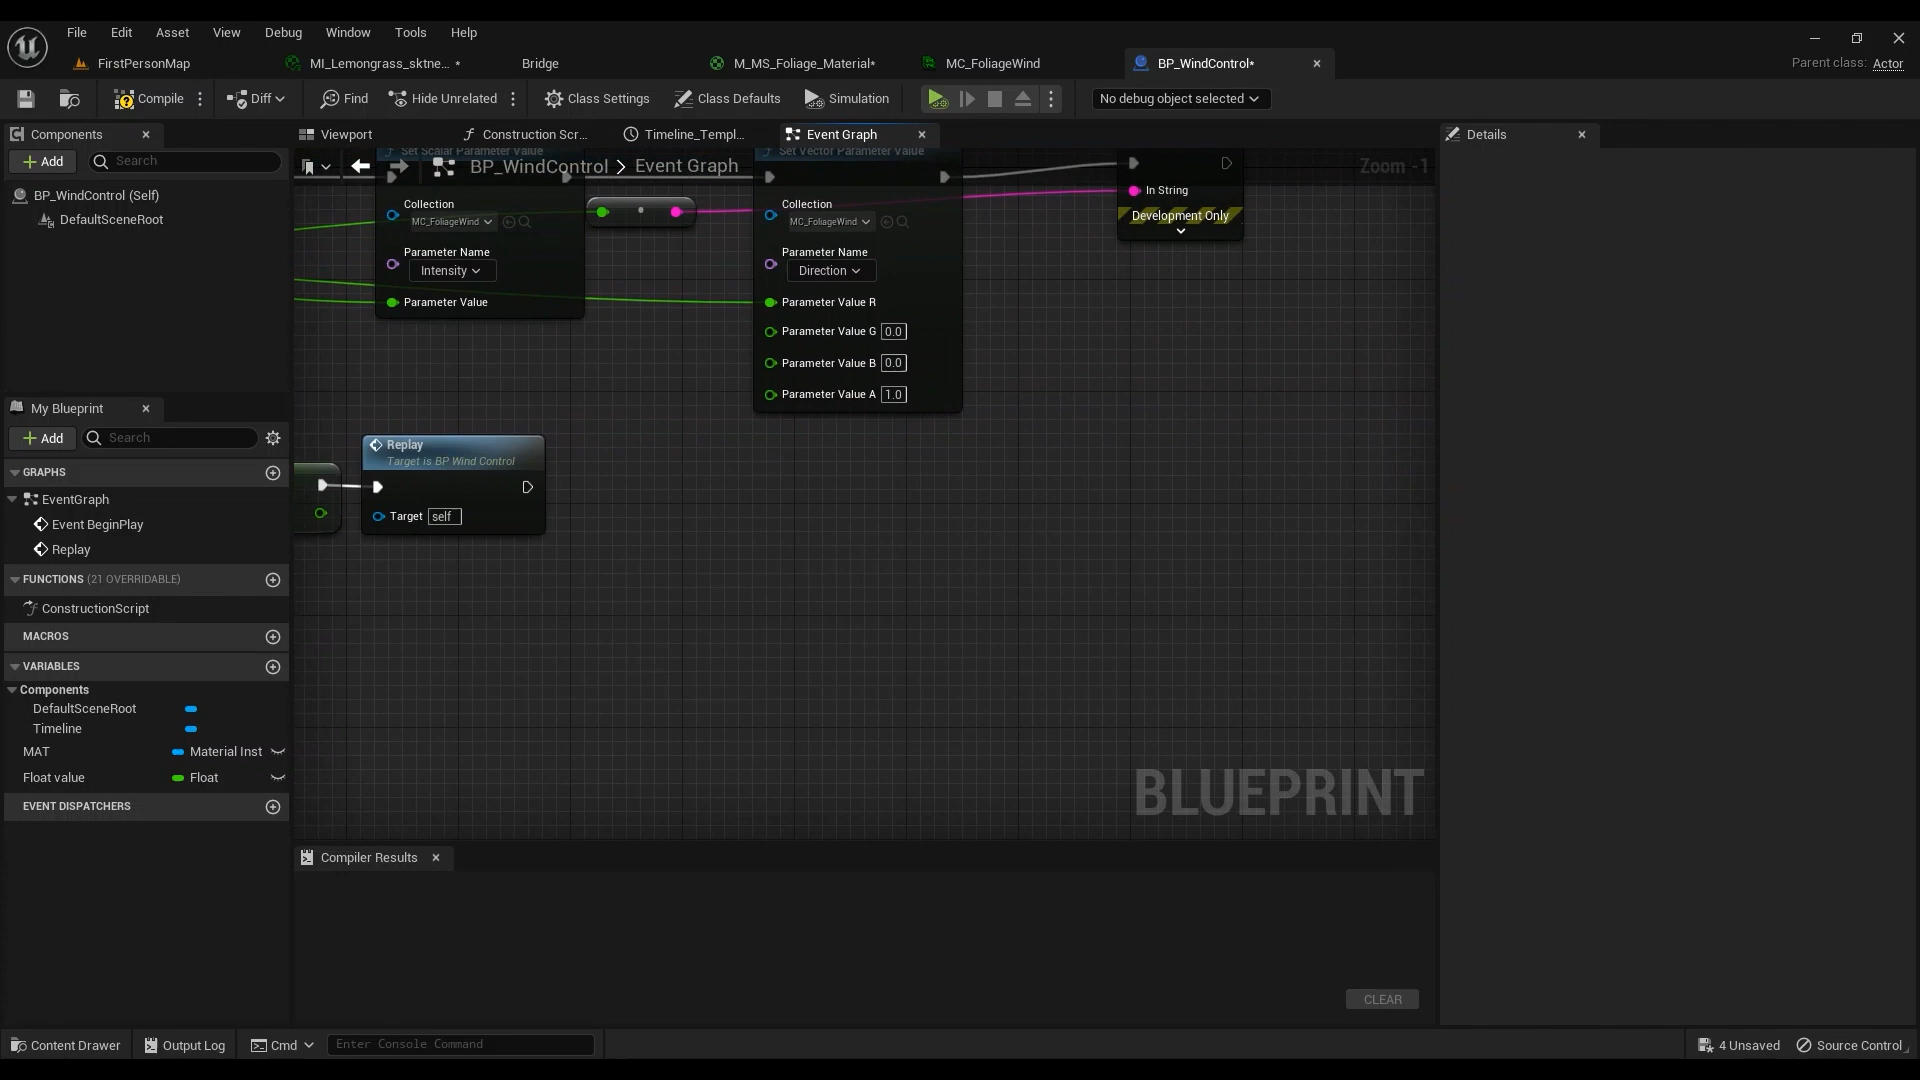 File Edit Asset View Debug Window Tools Help
FirstPersonMap MI_Lemongrass_sktne... * Bridge M_MS_Foliage_Material* MC_FoliageWind BP_WindControl* Parent class: Actor
Compile Diff Find Hide Unrelated Class Settings Class Defaults Simulation No debug object selected
Components Viewport Construction Scr... Timeline_Templ... Event Graph Details
Add Search
BP_WindControl > Event Graph
Zoom -1
BP_WindControl (Self)
DefaultSceneRoot
Set Scalar Parameter Value
Collection
MC_FoliageWind
Parameter Name
Intensity
Parameter Value
Set Vector Parameter Value
Collection
MC_FoliageWind
Parameter Name
Direction
Parameter Value R
Parameter Value G 0.0
Parameter Value B 0.0
Parameter Value A 1.0
In String
Development Only
Replay
Target is BP Wind Control
Target self
My Blueprint
Add Search
GRAPHS
EventGraph
Event BeginPlay
Replay
FUNCTIONS (21 OVERRIDABLE)
ConstructionScript
MACROS
VARIABLES
Components
DefaultSceneRoot
Timeline
MAT Material Inst
Float value Float
EVENT DISPATCHERS
BLUEPRINT
Compiler Results
CLEAR
Content Drawer Output Log Cmd Enter Console Command 4 Unsaved Source Control